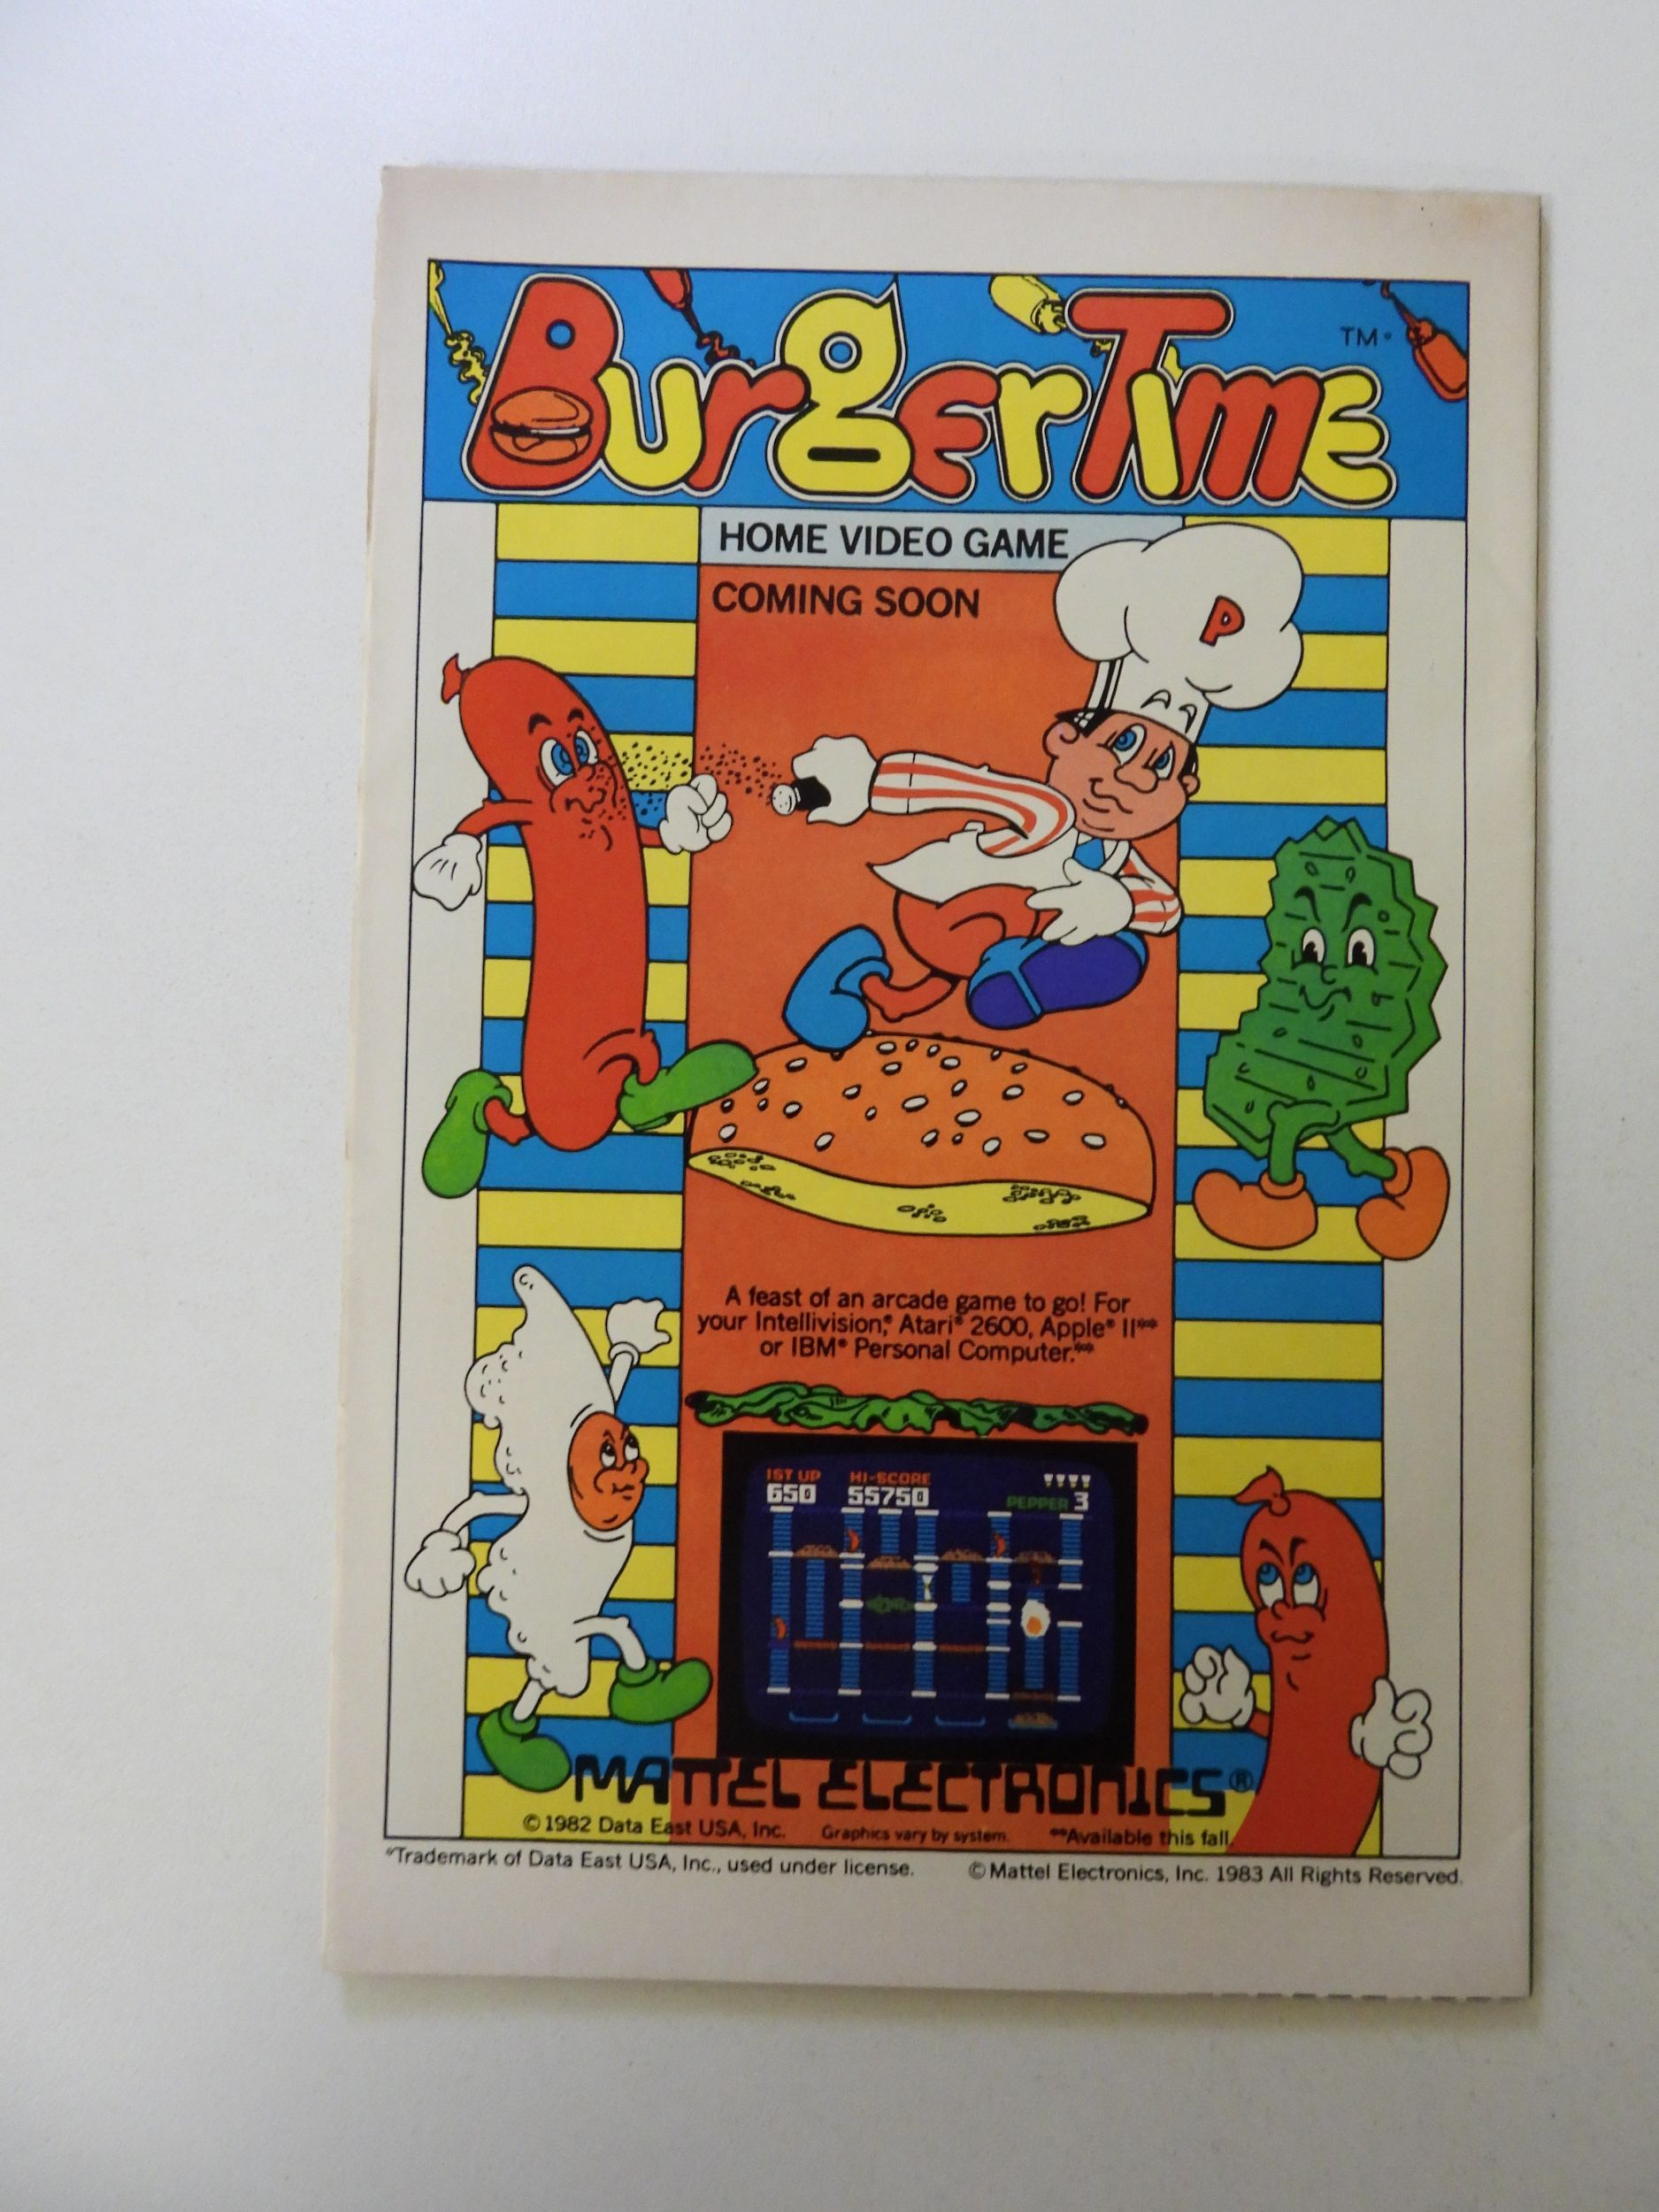 BurgerTime TM*
HOME VIDEO GAME
COMING SOON
P
A feast of an arcade game to go! For
your Intellivision,® Atari® 2600, Apple® II**
or IBM® Personal Computer.**
1ST UP HI-SCORE
650 55750 PEPPER 3
MATTEL ELECTRONICS®
©1982 Data East USA, Inc. Graphics vary by system. **Available this fall.
*Trademark of Data East USA, Inc., used under license. ©Mattel Electronics, Inc. 1983 All Rights Reserved.